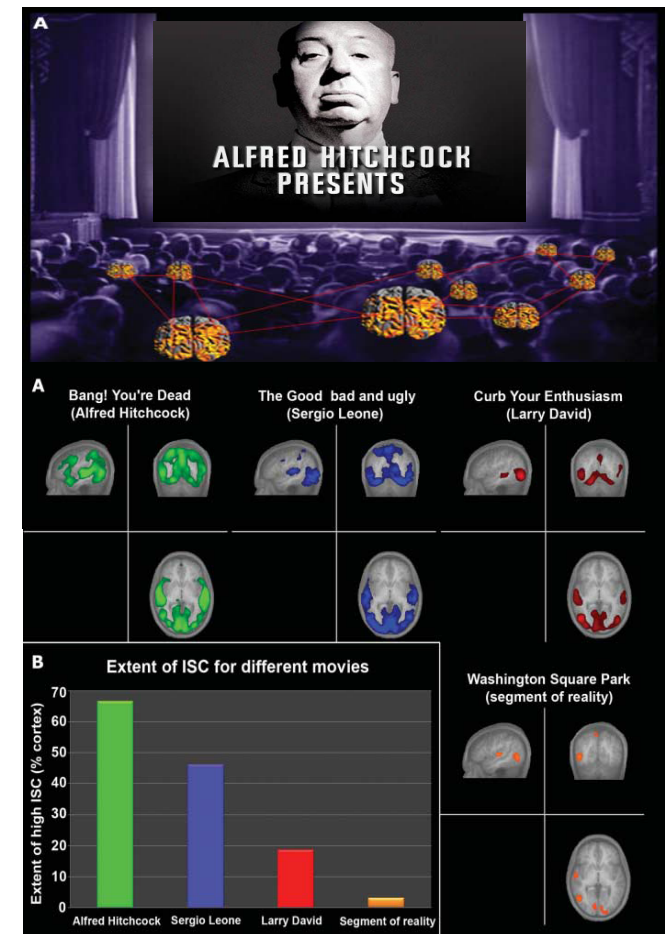 A
ALFRED HITCHCOCK
PRESENTS
A
Bang! You're Dead
(Alfred Hitchcock)
The Good bad and ugly
(Sergio Leone)
Curb Your Enthusiasm
(Larry David)
B
Extent of ISC for different movies
Extent of high ISC (% cortex)
70
60
50
40
30
20
10
0
Alfred Hitchcock
Sergio Leone
Larry David
Segment of reality
Washington Square Park
(segment of reality)